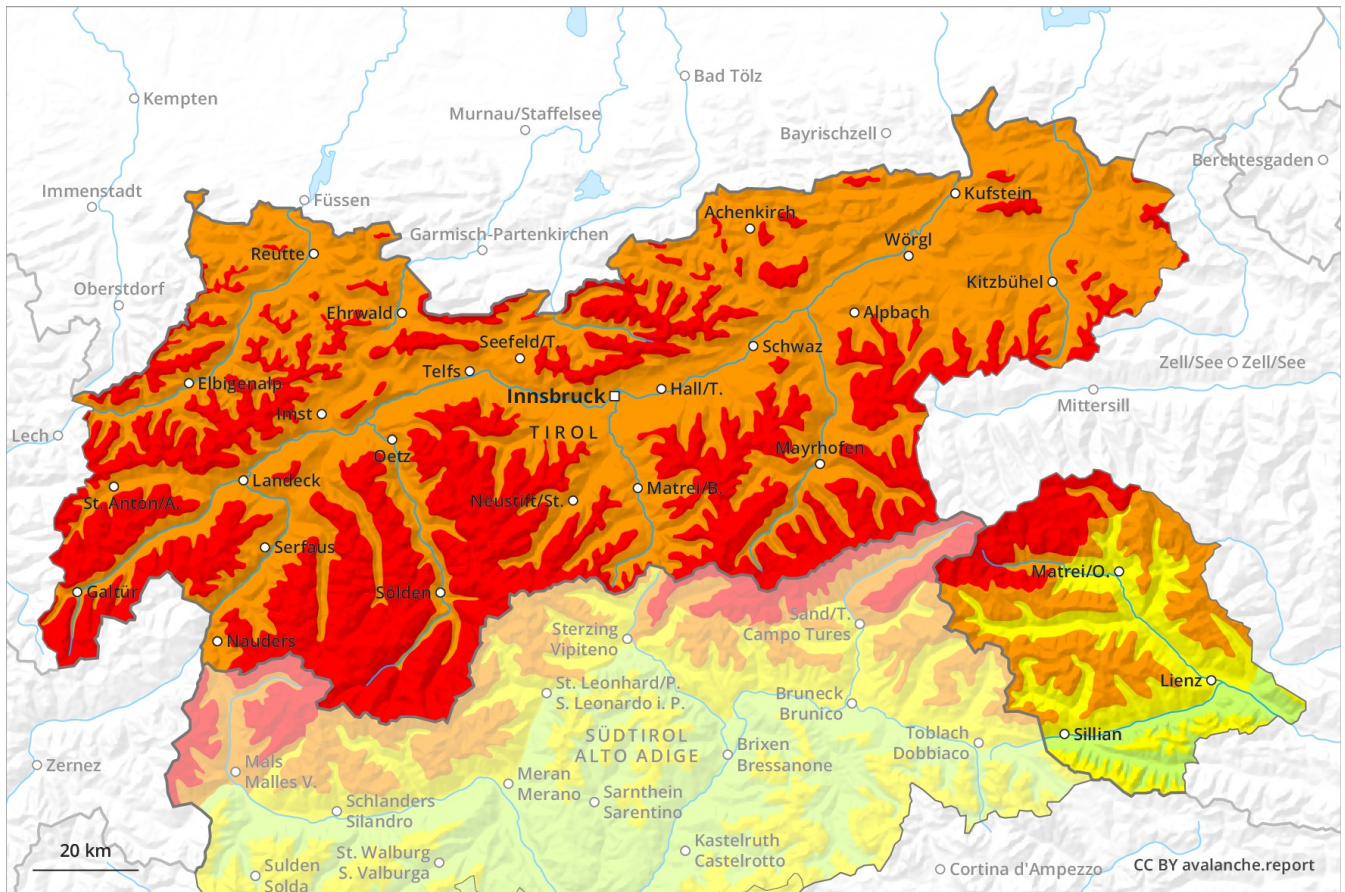 Bad Tölz
Kempten
Murnau/Staffelsee
Bayrischzell
Berchtesgaden
Immenstadt
Füssen
Kufstein
Achenkirch
Garmisch-Partenkirchen
Reutte
Wörgl
Oberstdorf
Kitzbühel
Ehrwald
Alpbach
Seefeld/T.
Schwaz
Zell/See
Zell/See
Telfs
Elbigenalp
Hall/T.
Innsbruck
Mittersill
Imst
TIROL
Lech
Oetz
Mayrhofen
Landeck
Matrei/B.
St. Anton/A.
Neustift/St.
Serfaus
Matrei/O.
Galtür
Sölden
Sand/T.
Campo Tures
Sterzing
Vipiteno
Nauders
Lienz
St. Leonhard/P.
S. Leonardo i. P.
Bruneck
Brunico
Toblach
Dobbiaco
Sillian
SÜDTIROL
ALTO ADIGE
Brixen
Bressanone
Zernez
Mals
Malles V.
Meran
Merano
Sarnthein
Sarentino
Schlanders
Silandro
Kastelruth
Castelrotto
20 km
St. Walburg
S. Valburga
Sulden
Solda
Cortina d'Ampezzo
CC BY avalanche.report